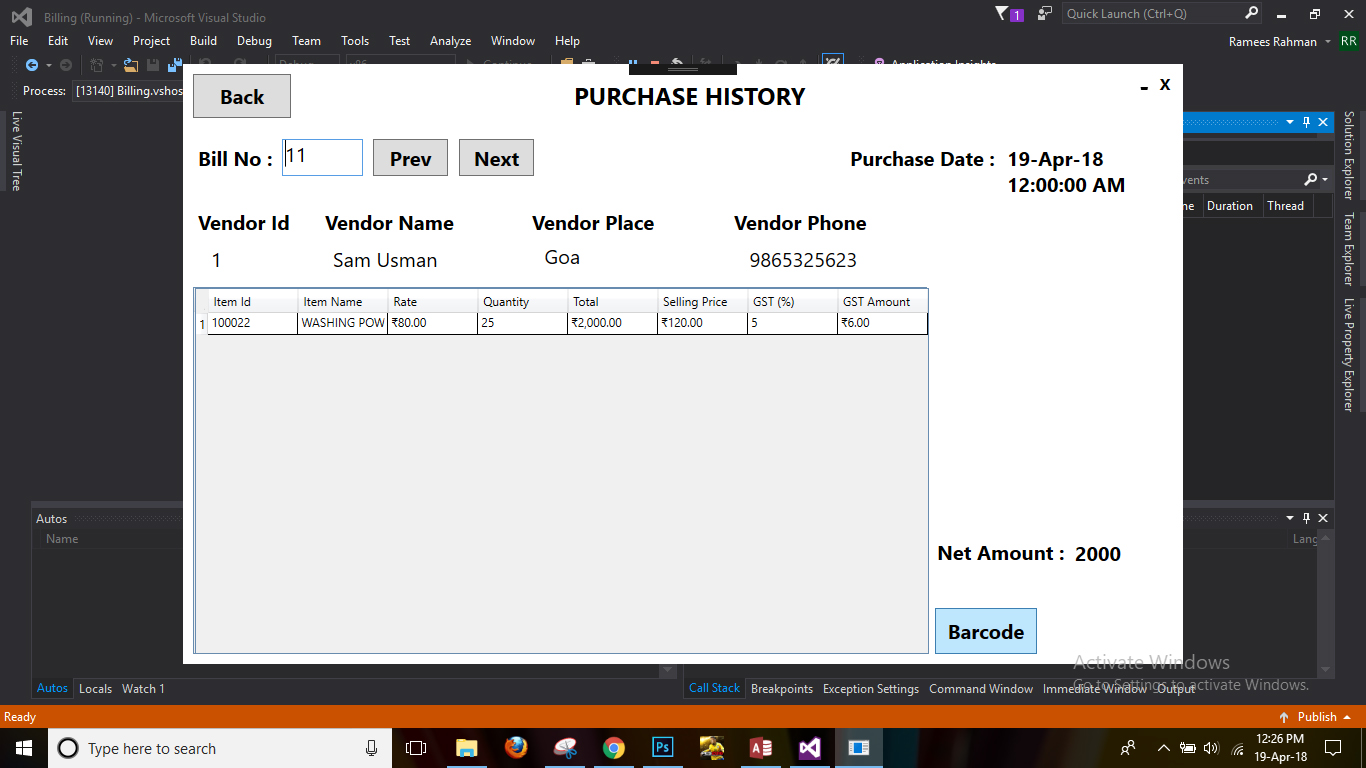 Billing (Running) - Microsoft Visual Studio
1
Quick Launch (Ctrl+Q)
File Edit View Project Build Debug Team Tools Test Analyze Window Help
Ramees Rahman RR
Process: [13140] Billing.vshos
Live Visual Tree
Back
PURCHASE HISTORY
- X
Bill No : 11 Prev Next
Purchase Date : 19-Apr-18
12:00:00 AM
Vendor Id Vendor Name Vendor Place Vendor Phone
1 Sam Usman Goa 9865325623
Item Id Item Name Rate Quantity Total Selling Price GST (%) GST Amount
1 100022 WASHING POW ₹80.00 25 ₹2,000.00 ₹120.00 5 ₹6.00
Net Amount : 2000
Barcode
Duration Thread
Solution Explorer
Team Explorer
Live Property Explorer
Autos
Name
Lang
Activate Windows
Go to Settings to activate Windows.
Autos Locals Watch 1
Call Stack Breakpoints Exception Settings Command Window Immediate Window Output
Ready
Publish
Type here to search
Ps
12:26 PM
19-Apr-18